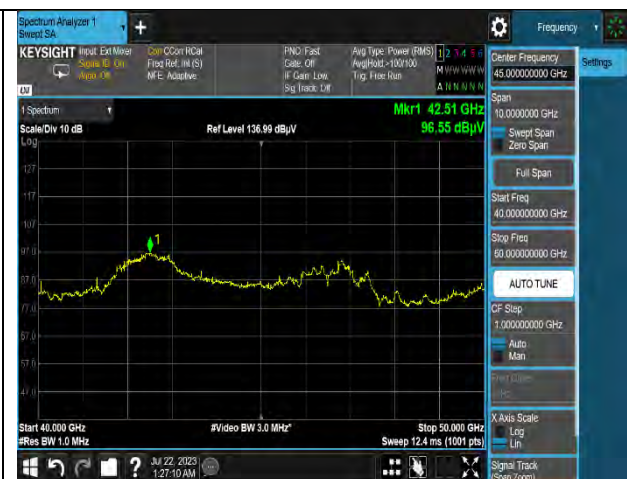 Spectrum Analyzer 1
Swept SA
+
Frequency
KEYSIGHT Input: Ext Mixer
Signal ID: On
Auto: Off
Corr CCorr RCal
Freq Ref: Int (S)
NFE: Adaptive
PNO: Fast
Gate: Off
IF Gain: Low
Sig Track: Off
Avg Type: Power (RMS)
Avg|Hold:>100/100
Trig: Free Run
1 2 3 4 5 6
M W W W W W
A N N N N N
1 Spectrum
Scale/Div 10 dB
Log
Ref Level 136.99 dBµV
Mkr1 42.51 GHz
96.55 dBµV
127
117
107
97.0
87.0
77.0
67.0
57.0
47.0
1
Start 40.000 GHz
#Res BW 1.0 MHz
#Video BW 3.0 MHz*
Stop 50.000 GHz
Sweep 12.4 ms (1001 pts)
Jul 22, 2023
1:27:10 AM
?
Center Frequency
45.000000000 GHz
Settings
Span
10.0000000 GHz
Swept Span
Zero Span
Full Span
Start Freq
40.000000000 GHz
Stop Freq
50.000000000 GHz
AUTO TUNE
CF Step
1.000000000 GHz
Auto
Man
X Axis Scale
Log
Lin
Signal Track
(Span Zoom)